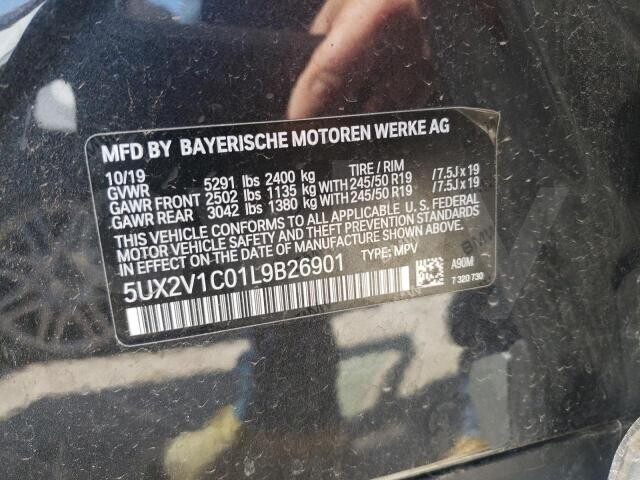 MFD BY BAYERISCHE MOTOREN WERKE AG
10/19 TIRE / RIM
GVWR 5291 lbs 2400 kg
GAWR FRONT 2502 lbs 1135 kg WITH 245/50 R19 /7.5J x 19
GAWR REAR 3042 lbs 1380 kg WITH 245/50 R19 /7.5J x 19
THIS VEHICLE CONFORMS TO ALL APPLICABLE U. S. FEDERAL
MOTOR VEHICLE SAFETY AND THEFT PREVENTION STANDARDS
IN EFFECT ON THE DATE OF MANUFACTURE SHOWN ABOVE.
5UX2V1C01L9B26901 TYPE: MPV
A90M
7 320 730